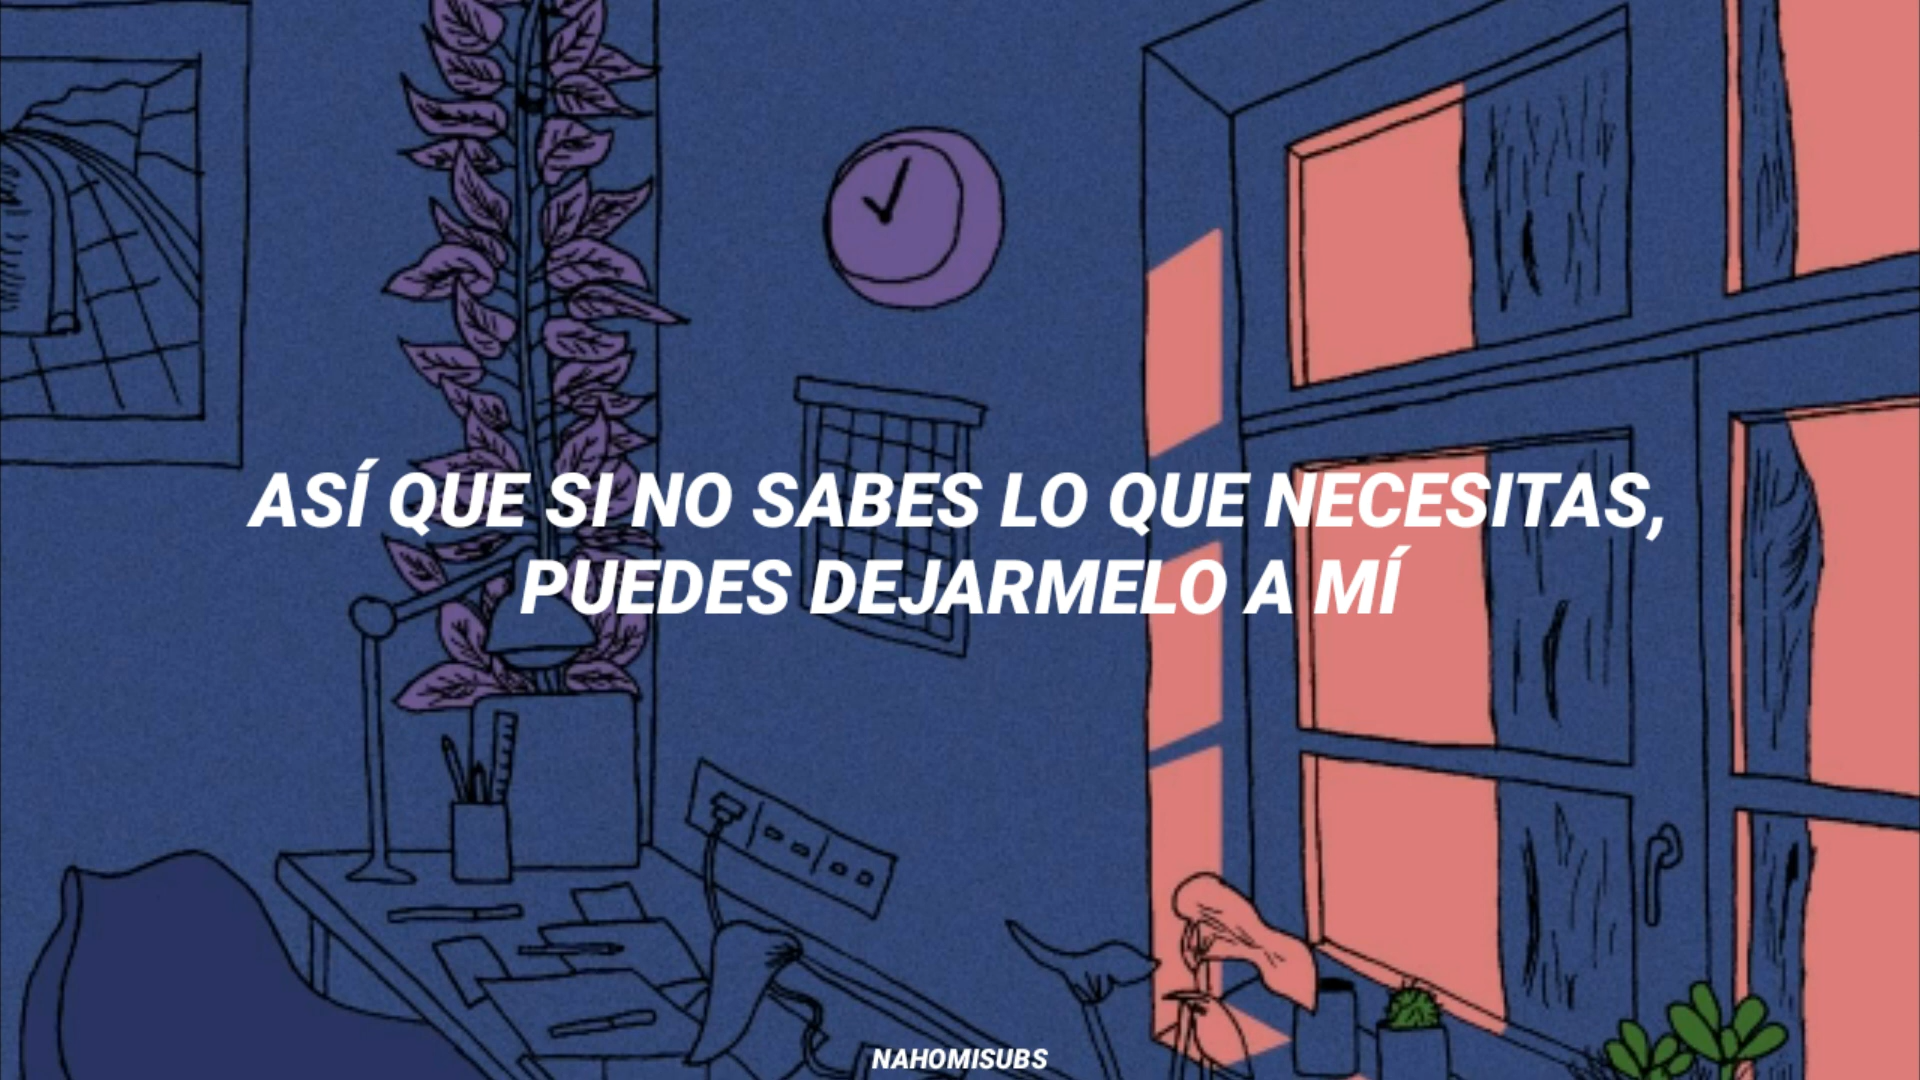 ASÍ QUE SI NO SABES LO QUE NECESITAS,
PUEDES DEJARMELO A MÍ
NAHOMISUBS